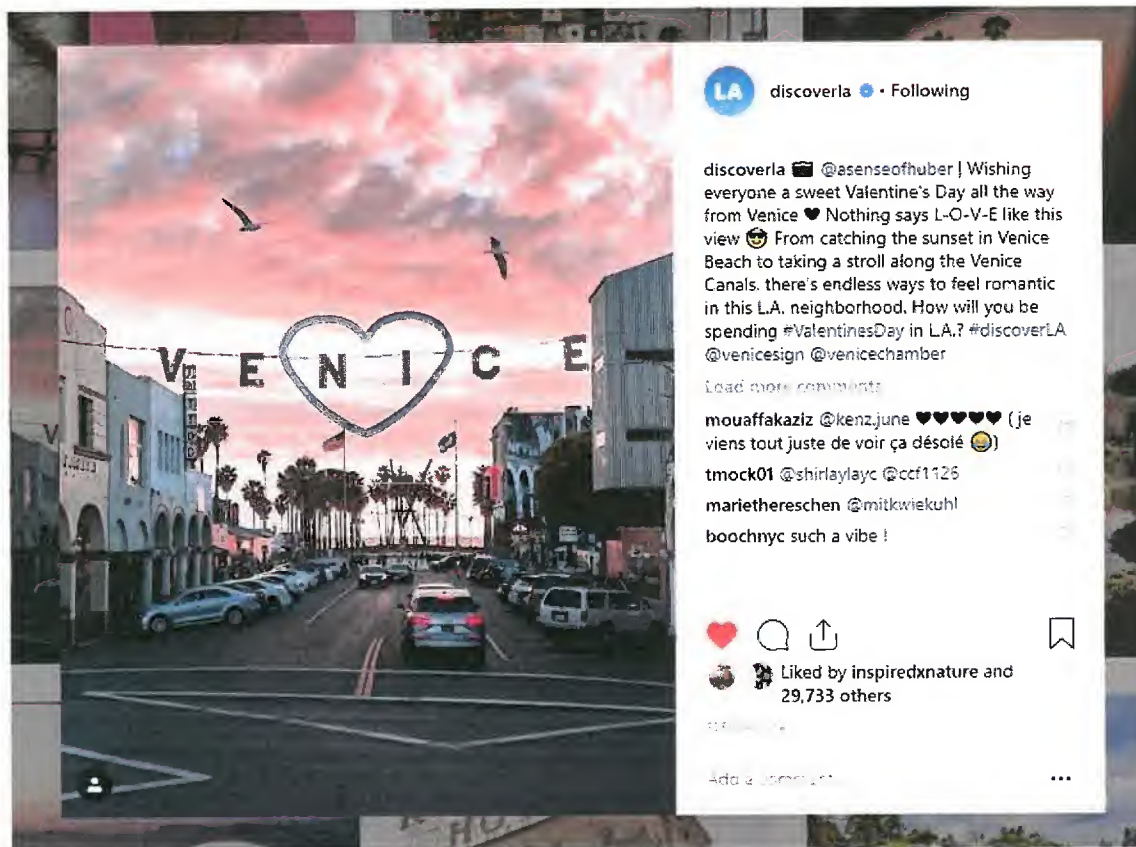 VENICE
LA
discoverla • Following
discoverla 📷 @asenseofhuber | Wishing
everyone a sweet Valentine's Day all the way
from Venice ♥ Nothing says L-O-V-E like this
view 😎 From catching the sunset in Venice
Beach to taking a stroll along the Venice
Canals, there's endless ways to feel romantic
in this L.A. neighborhood. How will you be
spending #ValentinesDay in L.A.? #discoverLA
@venicesign @venicechamber
Load more comments
mouaffakaziz @kenz.june ♥♥♥♥♥ (je
viens tout juste de voir ça désolé 😂)
tmock01 @shirlaylayc @ccf1126
mariethereschen @mitkwiekuhl
boochnyc such a vibe !
Liked by inspiredxnature and
29,733 others
Add a comment...